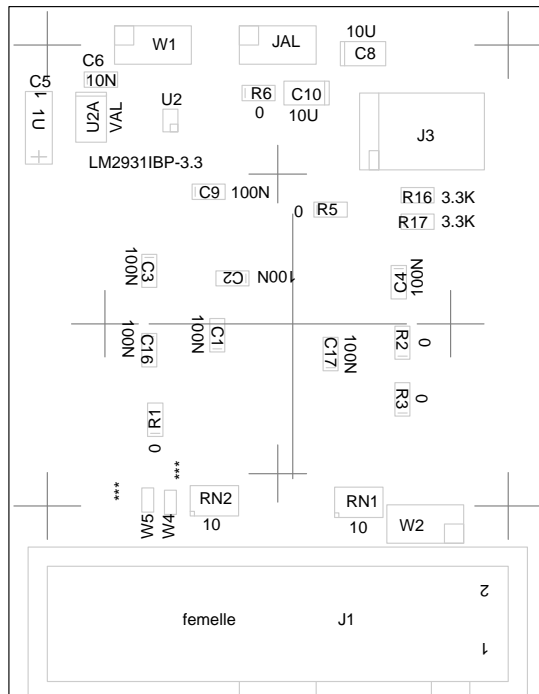 W1
JAL
10U
C8
C6
10N
C5
1U
1
U2A
VAL
U2
R6
0
C10
10U
J3
LM2931IBP-3.3
C9 100N
0 R5
R16 3.3K
R17 3.3K
C3
100N
C2 100N
C4
100N
C16
100N
C1
100N
C17
100N
R2 0
R3 0
R1
0
***
***
W5
W4
RN2
10
RN1
10
W2
2
femelle
J1
1